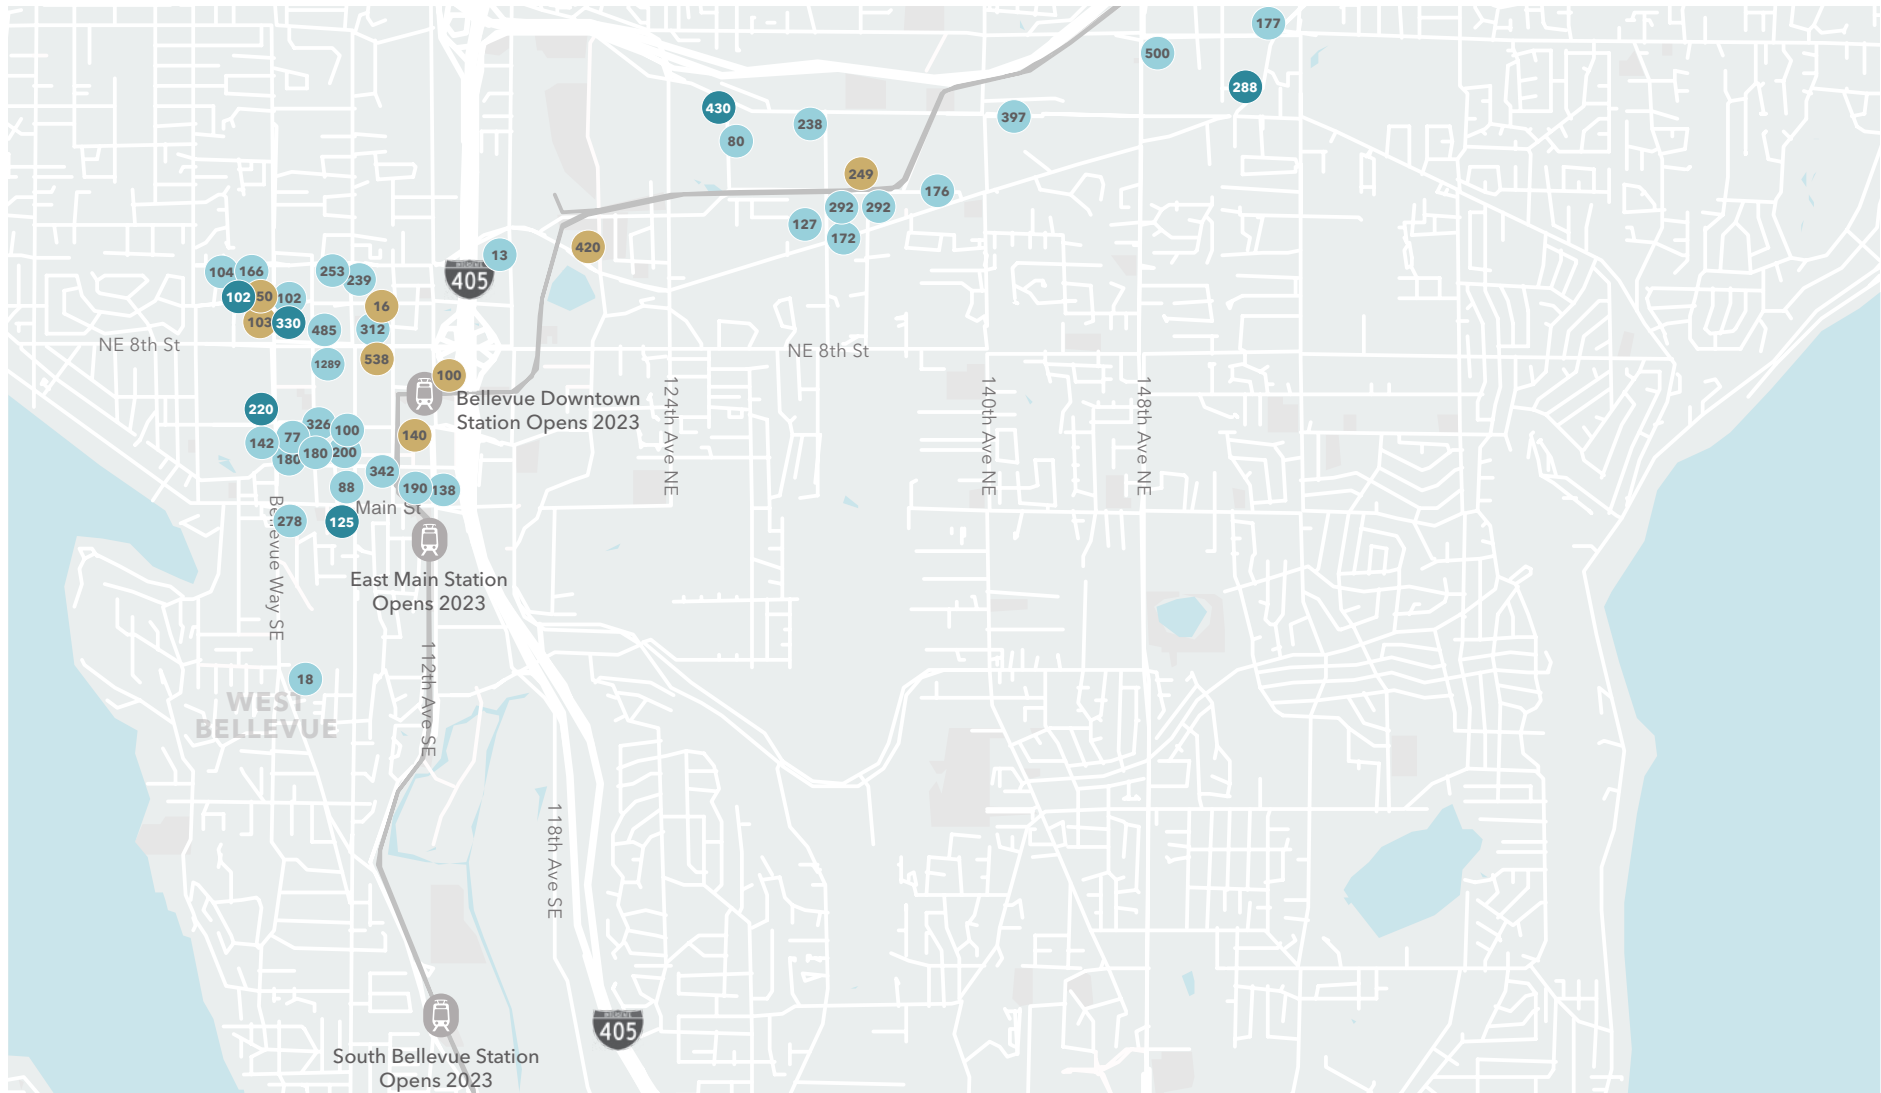 177
500
288
430
238
397
80
249
176
292
292
127
172
420
13
405
104
166
253
239
102
50
102
16
103
330
485
312
NE 8th St
NE 8th St
1289
538
100
Bellevue Downtown
Station Opens 2023
124th Ave NE
140th Ave NE
148th Ave NE
220
326
100
140
142
77
180
180
200
342
88
190
138
Main St
278
125
Bellevue Way SE
East Main Station
Opens 2023
112th Ave SE
18
WEST
BELLEVUE
118th Ave SE
405
South Bellevue Station
Opens 2023